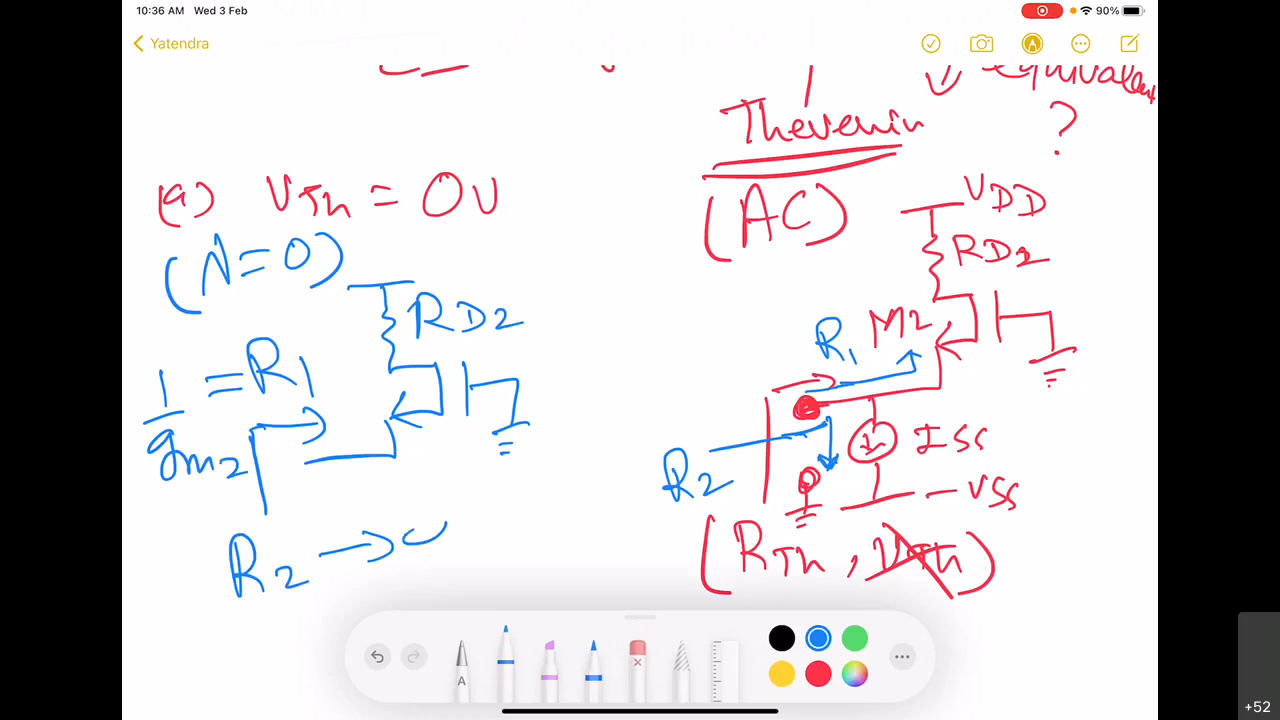 10:36 AM Wed 3 Feb
90%
Yatendra
equivalent
?
Thevenin
(AC)
(a) VTh = 0V
(λ=0)
RD2
1/gm2 = R1
R2 →
VDD
RD2
M2
R1
R2
ISS
-VSS
(RTh, VTh)
A
+52